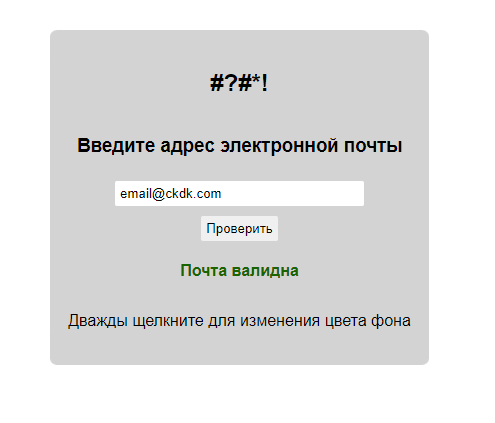 #?#*!
Введите адрес электронной почты
email@ckdk.com
Проверить
Почта валидна
Дважды щелкните для изменения цвета фона